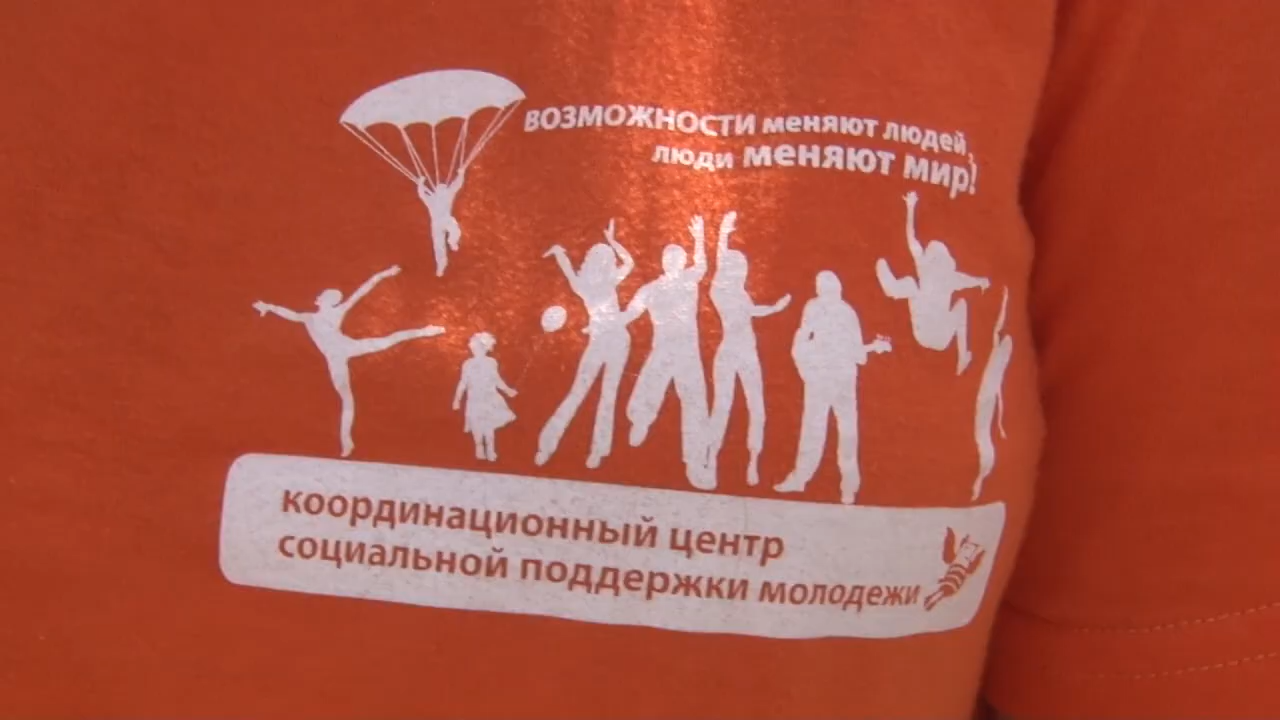 ВОЗМОЖНОСТИ меняют людей,
люди меняют мир!
координационный центр
социальной поддержки молодежи